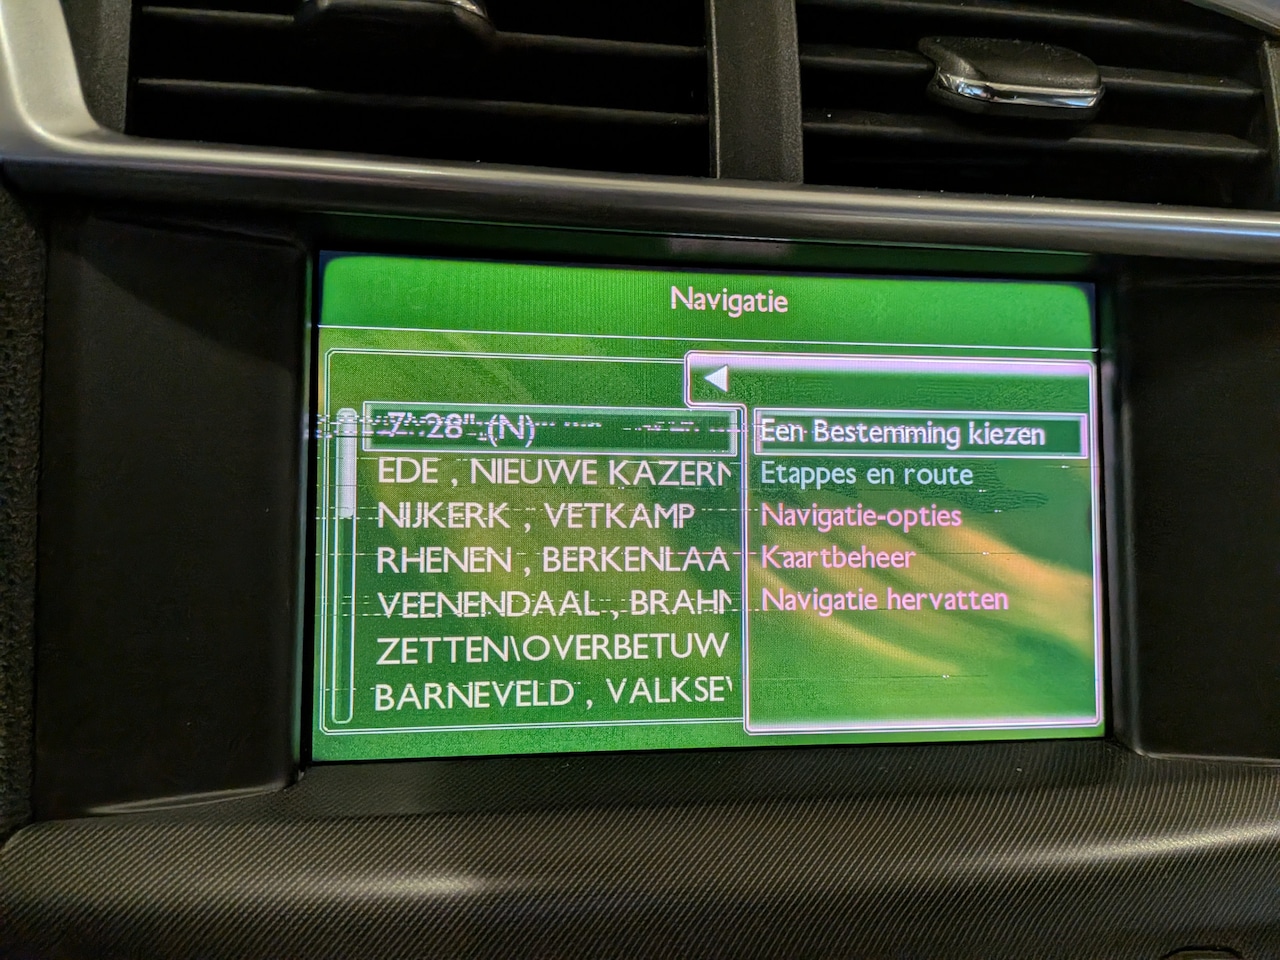 Navigatie
7' 28" (N)
EDE , NIEUWE KAZERN
NIJKERK , VETKAMP
RHENEN , BERKENLAA
VEENENDAAL , BRAHM
ZETTEN\OVERBETUW
BARNEVELD , VALKSE
Een Bestemming kiezen
Etappes en route
Navigatie-opties
Kaartbeheer
Navigatie hervatten